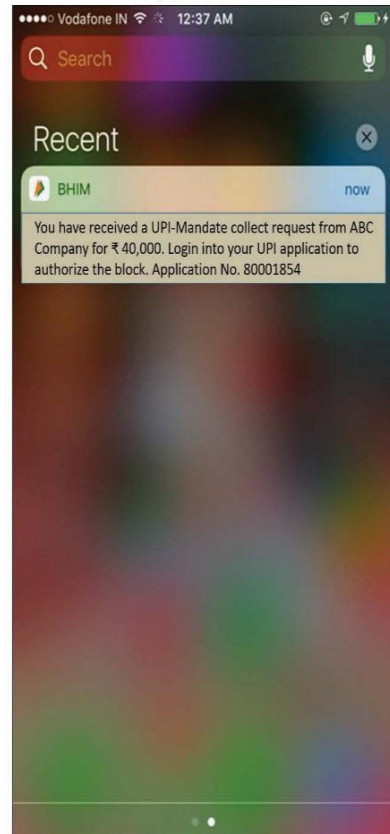 Vodafone IN 12:37 AM
Search
Recent
BHIM now
You have received a UPI-Mandate collect request from ABC
Company for ₹ 40,000. Login into your UPI application to
authorize the block. Application No. 80001854